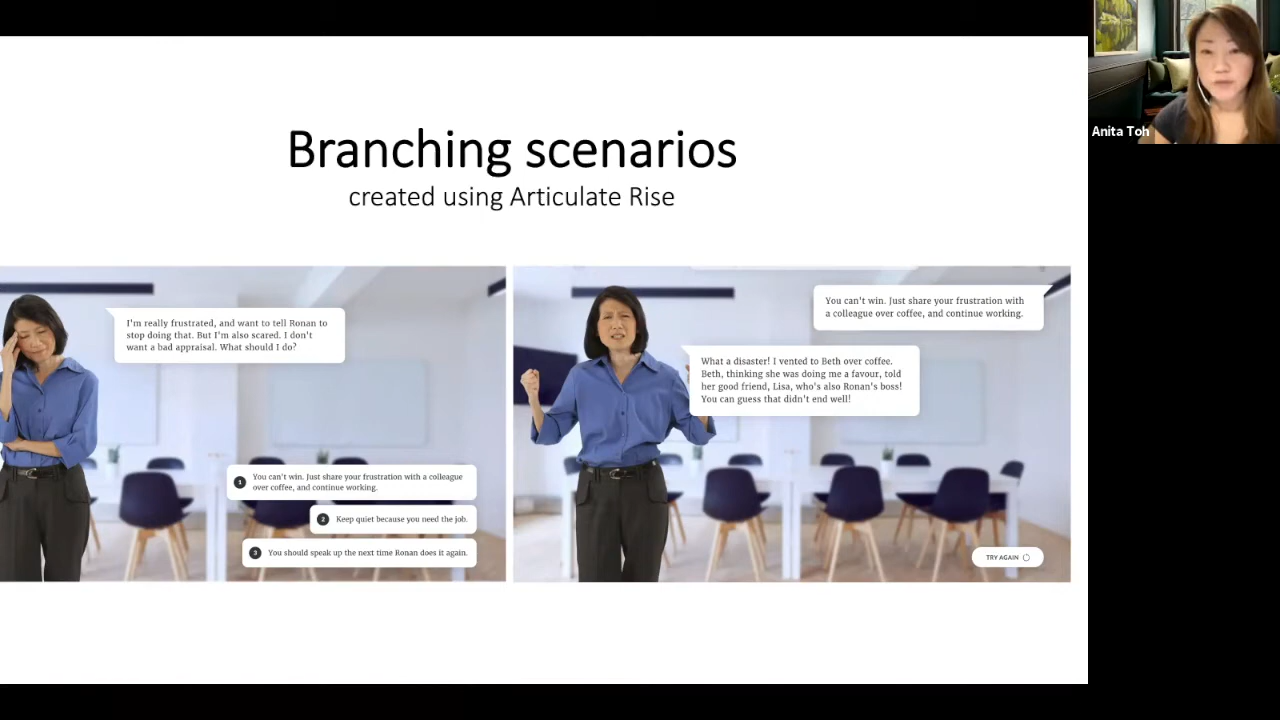 Branching scenarios
created using Articulate Rise
I'm really frustrated, and want to tell Ronan to
stop doing that. But I'm also scared. I don't
want a bad appraisal. What should I do?
1 You can't win. Just share your frustration with a colleague
over coffee, and continue working.
2 Keep quiet because you need the job.
3 You should speak up the next time Ronan does it again.
You can't win. Just share your frustration with
a colleague over coffee, and continue working.
What a disaster! I vented to Beth over coffee.
Beth, thinking she was doing me a favour, told
her good friend, Lisa, who's also Ronan's boss!
You can guess that didn't end well!
TRY AGAIN
Anita Toh